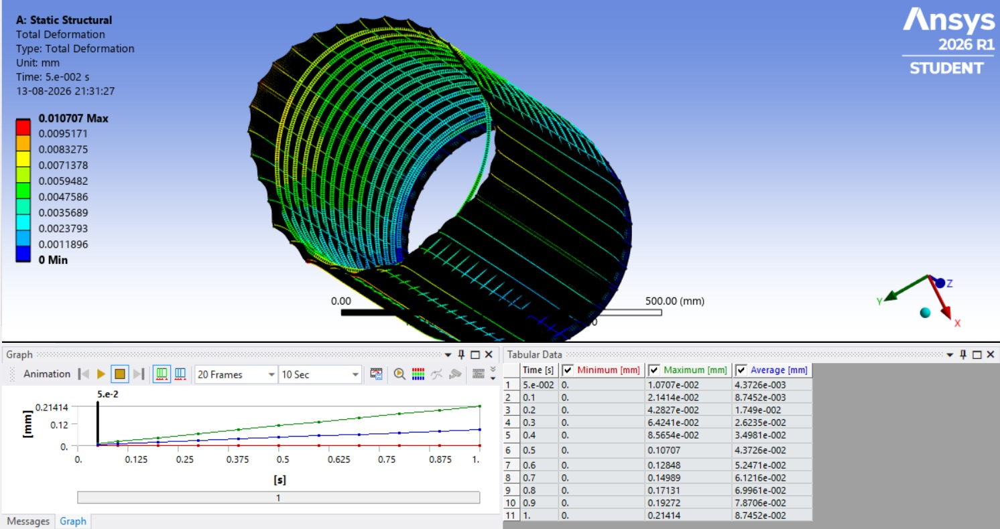 A: Static Structural
Total Deformation
Type: Total Deformation
Unit: mm
Time: 5.e-002 s
13-08-2026 21:31:27
0.010707 Max
0.0095171
0.0083275
0.0071378
0.0059482
0.0047586
0.0035689
0.0023793
0.0011896
0 Min
Ansys
2026 R1
STUDENT
0.00
500.00 (mm)
Y
Z
X
Graph
Animation
20 Frames
10 Sec
5.e-2
0.21414
0.12
0.
[mm]
0. 0.125 0.25 0.375 0.5 0.625 0.75 0.875 1.
[s]
1
Messages Graph
Tabular Data
Time [s] Minimum [mm] Maximum [mm] Average [mm]
1 5.e-002 0. 1.0707e-002 4.3726e-003
2 0.1 0. 2.1414e-002 8.7452e-003
3 0.2 0. 4.2827e-002 1.749e-002
4 0.3 0. 6.4241e-002 2.6235e-002
5 0.4 0. 8.5654e-002 3.4981e-002
6 0.5 0. 0.10707 4.3726e-002
7 0.6 0. 0.12848 5.2471e-002
8 0.7 0. 0.14989 6.1216e-002
9 0.8 0. 0.17131 6.9961e-002
10 0.9 0. 0.19272 7.8706e-002
11 1. 0. 0.21414 8.7452e-002